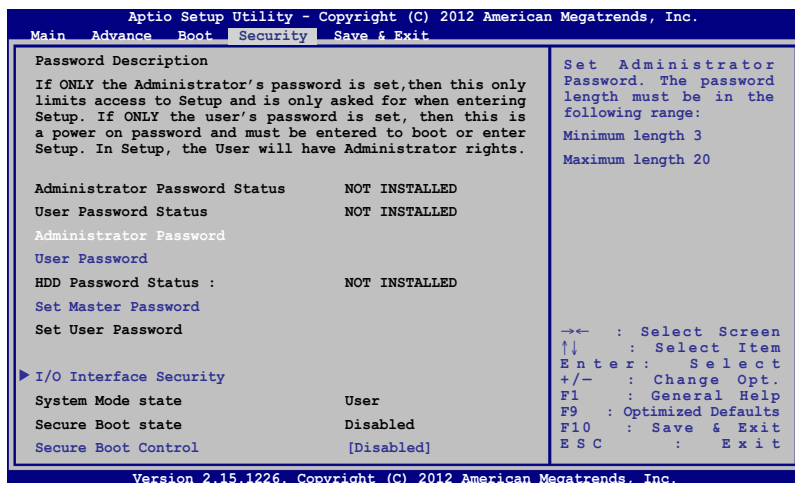 Aptio Setup Utility - Copyright (C) 2012 American Megatrends, Inc.
Main Advance Boot Security Save & Exit
Password Description
If ONLY the Administrator's password is set,then this only
limits access to Setup and is only asked for when entering
Setup. If ONLY the user's password is set, then this is
a power on password and must be entered to boot or enter
Setup. In Setup, the User will have Administrator rights.
Administrator Password Status NOT INSTALLED
User Password Status NOT INSTALLED
Administrator Password
User Password
HDD Password Status : NOT INSTALLED
Set Master Password
Set User Password
I/O Interface Security
System Mode state User
Secure Boot state Disabled
Secure Boot Control [Disabled]
Set Administrator
Password. The password
length must be in the
following range:
Minimum length 3
Maximum length 20
→← : Select Screen
↑↓ : Select Item
Enter: Select
+/— : Change Opt.
F1 : General Help
F9 : Optimized Defaults
F10 : Save & Exit
ESC : Exit
Version 2.15.1226. Copyright (C) 2012 American Megatrends, Inc.